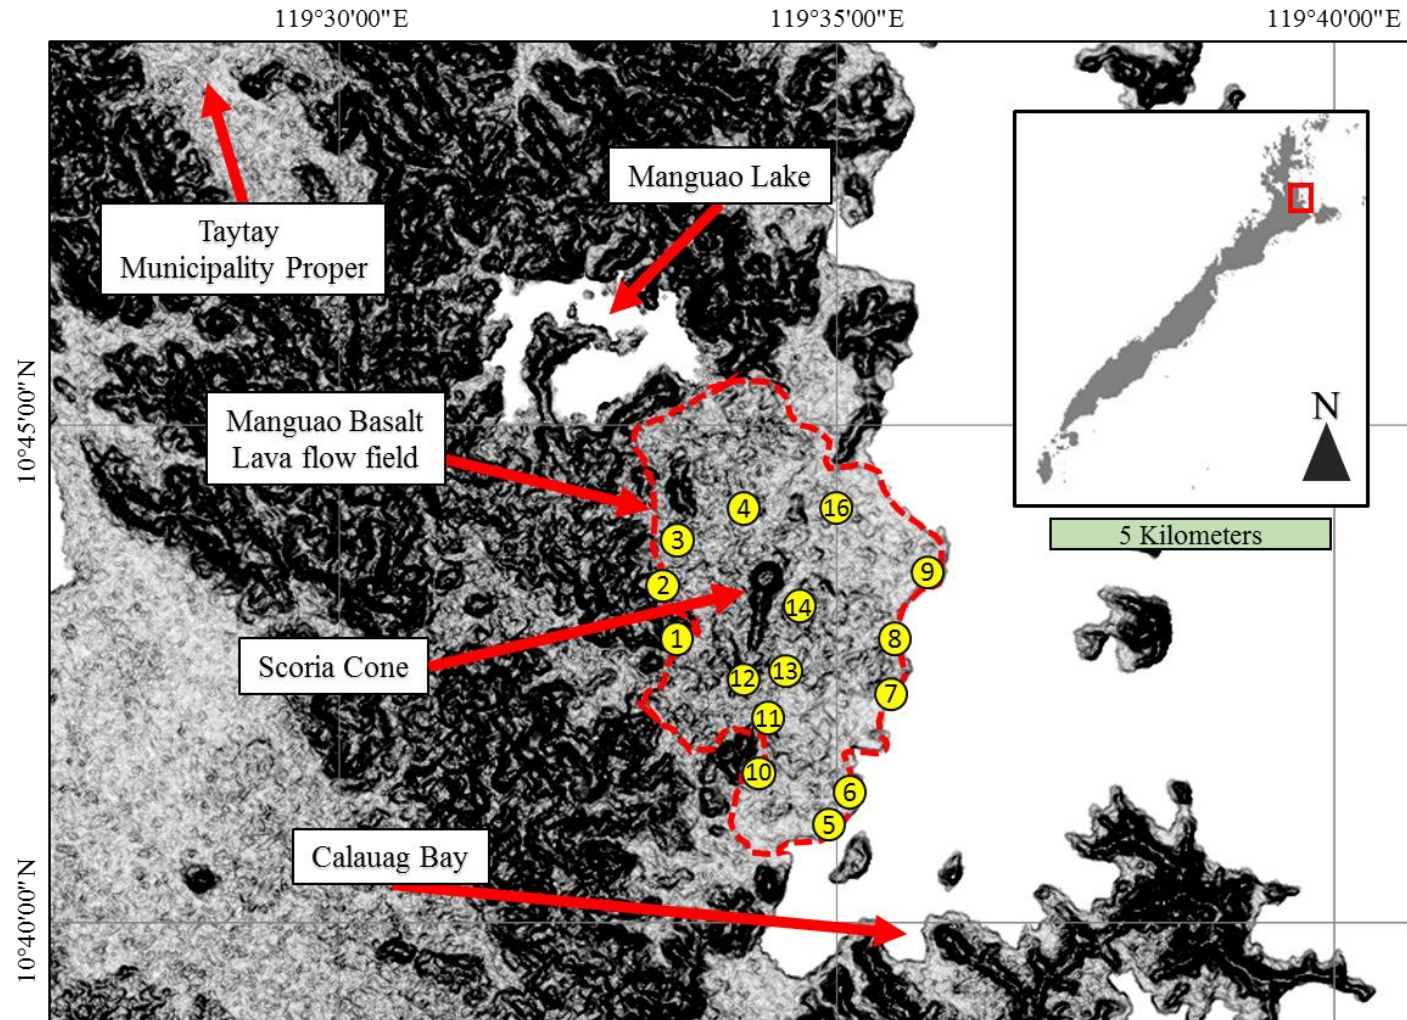 119°30'00"E
119°35'00"E
119°40'00"E
Manguao Lake
Taytay
Municipality Proper
N
10°45'00"N
Manguao Basalt
Lava flow field
4
16
5 Kilometers
3
9
2
14
1
8
Scoria Cone
13
12
7
11
10
6
5
Calauag Bay
10°40'00"N